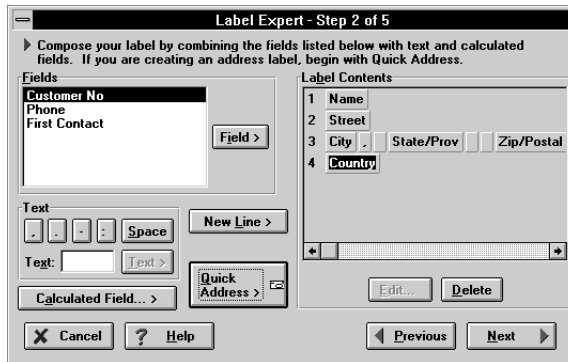 Label Expert - Step 2 of 5
Compose your label by combining the fields listed below with text and calculated
fields. If you are creating an address label, begin with Quick Address.
Fields
Customer No
Phone
First Contact
Field >
Label Contents
1 Name
2 Street
3 City , State/Prov Zip/Postal
4 Country
Text
, . - : Space
Text: Text >
New Line >
Calculated Field... >
Quick
Address >
Edit... Delete
Cancel ? Help Previous Next